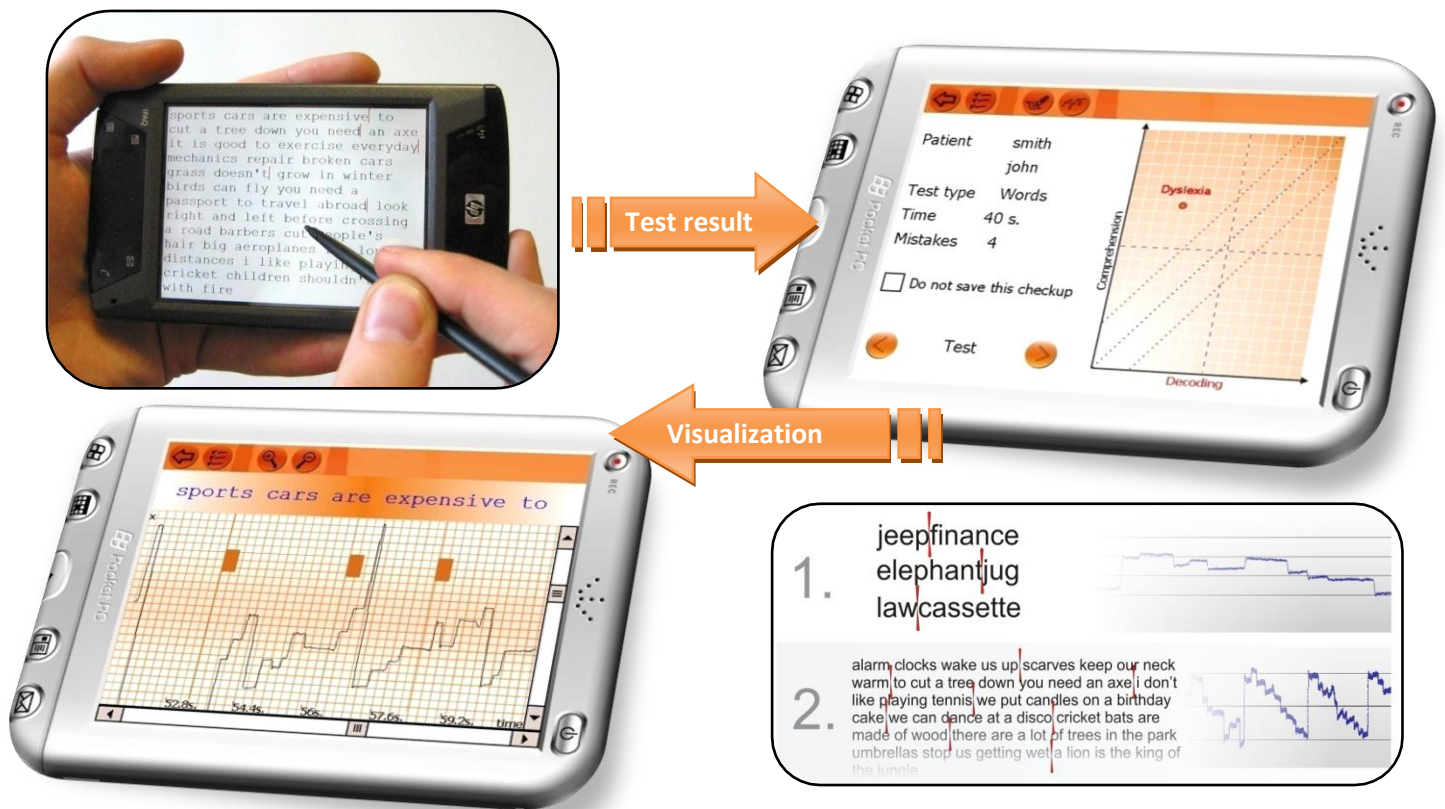 sports cars are expensive to
cut a tree down you need an axe
it is good to exercise everyday
mechanics repair broken cars
grass doesn't grow in winter
birds can fly you need a
passport to travel abroad look
right and left before crossing
a road barbers cut people's
hair big aeroplanes
distances i like
cricket children
with fire
iPAQ
hp
Test result
Patient smith
john
Test type Words
Time 40 s.
Mistakes 4
Do not save this checkup
Test
Comprehension
Dyslexia
Decoding
REC
Pocket PC
Visualization
sports cars are expensive to
x
52.8s. 54.4s. 56s. 57.6s. 59.2s. time
REC
Pocket PC
1.
jeepfinance
elephantjug
lawcassette
2.
alarm clocks wake us up scarves keep our neck
warm to cut a tree down you need an axe i don't
like playing tennis we put candles on a birthday
cake we can dance at a disco cricket bats are
made of wood there are a lot of trees in the park
umbrellas stop us getting wet a lion is the king of
the jungle